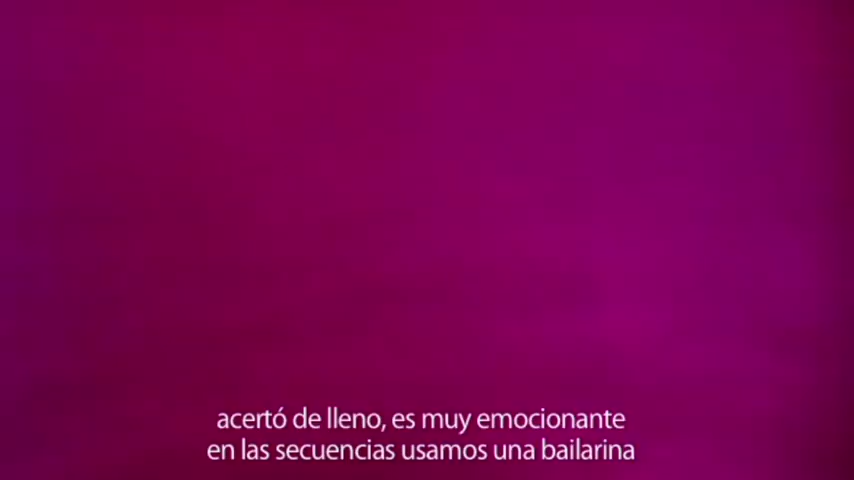 acertó de lleno, es muy emocionante
en las secuencias usamos una bailarina